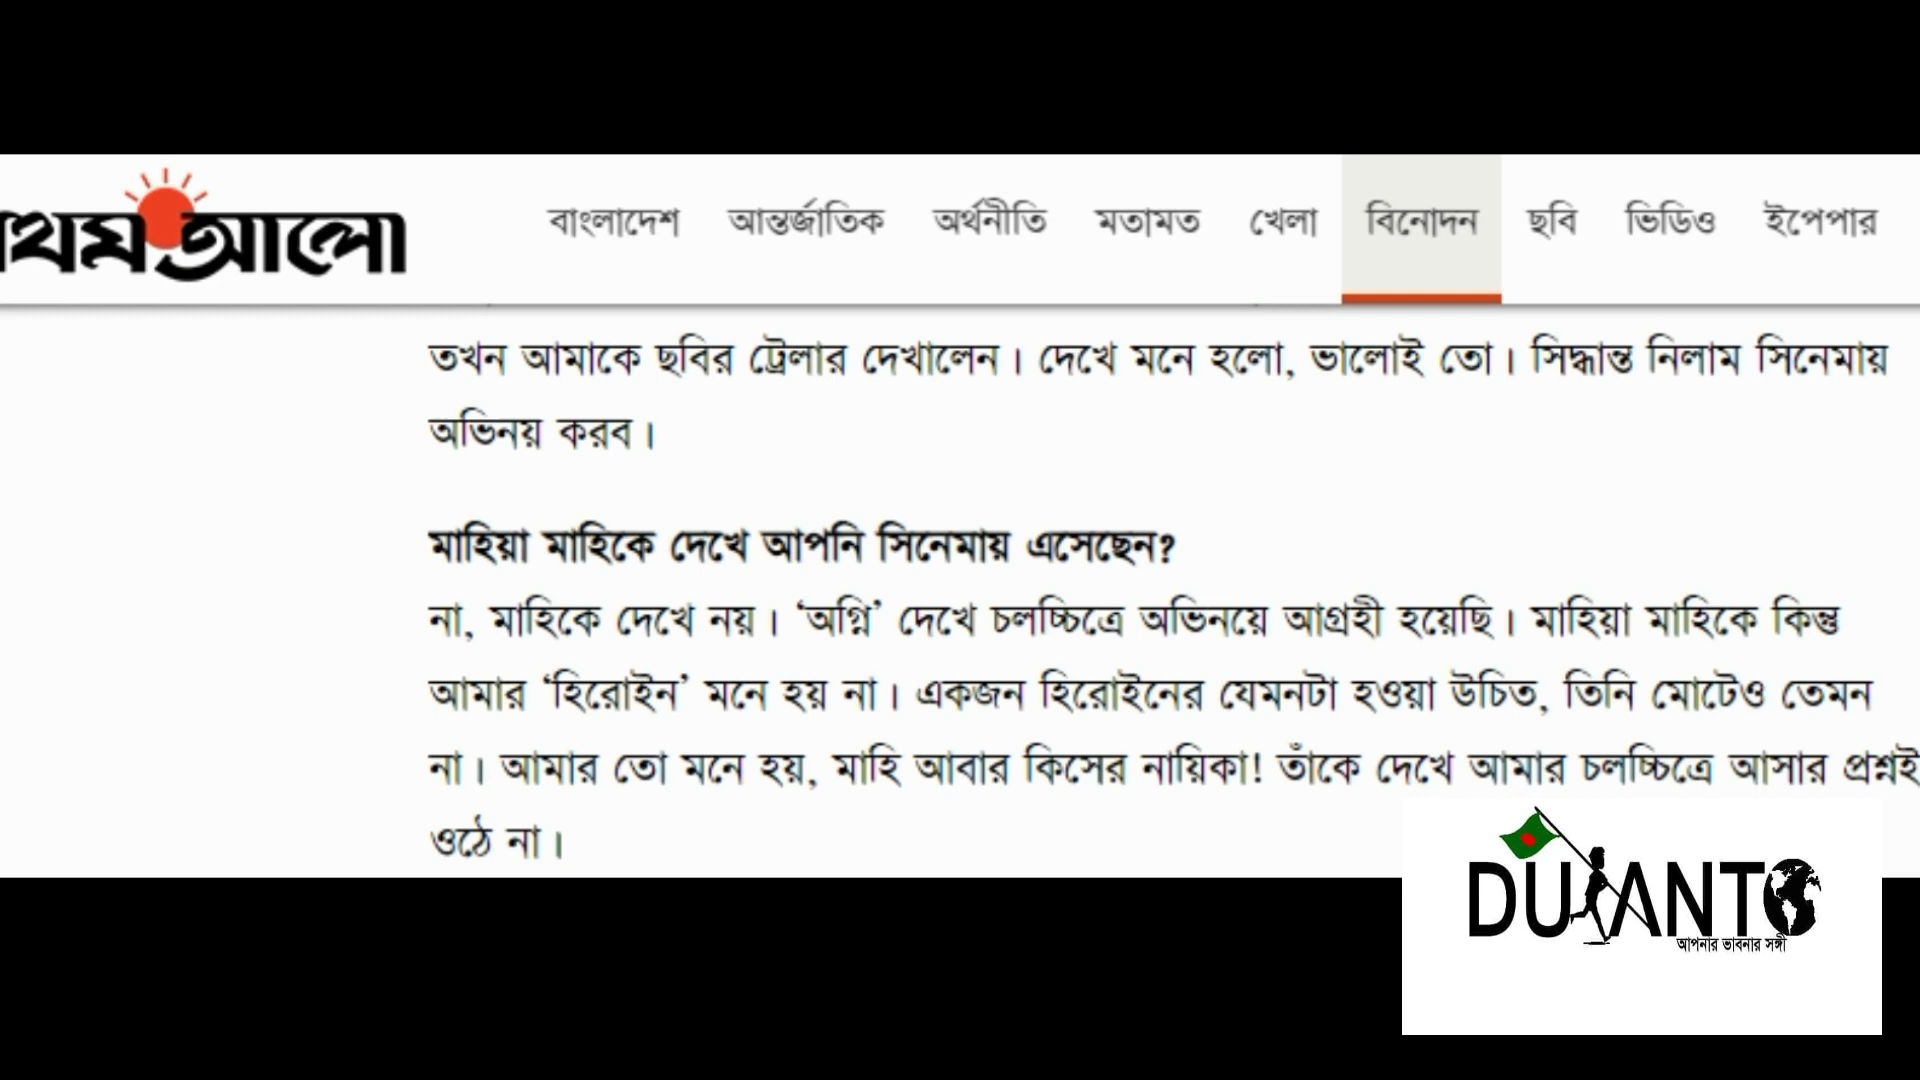 প্রথম আলো
বাংলাদেশ আন্তর্জাতিক অর্থনীতি মতামত খেলা বিনোদন ছবি ভিডিও ইপেপার
তখন আমাকে ছবির ট্রেলার দেখালেন। দেখে মনে হলো, ভালোই তো। সিদ্ধান্ত নিলাম সিনেমায়
অভিনয় করব।
মাহিয়া মাহিকে দেখে আপনি সিনেমায় এসেছেন?
না, মাহিকে দেখে নয়। ‘অগ্নি’ দেখে চলচ্চিত্রে অভিনয়ে আগ্রহী হয়েছি। মাহিয়া মাহিকে কিন্তু
আমার ‘হিরোইন’ মনে হয় না। একজন হিরোইনের যেমনটা হওয়া উচিত, তিনি মোটেও তেমন
না। আমার তো মনে হয়, মাহি আবার কিসের নায়িকা! তাঁকে দেখে আমার চলচ্চিত্রে আসার প্রশ্নই
ওঠে না।
DURANTO
আপনার ভাবনার সঙ্গী